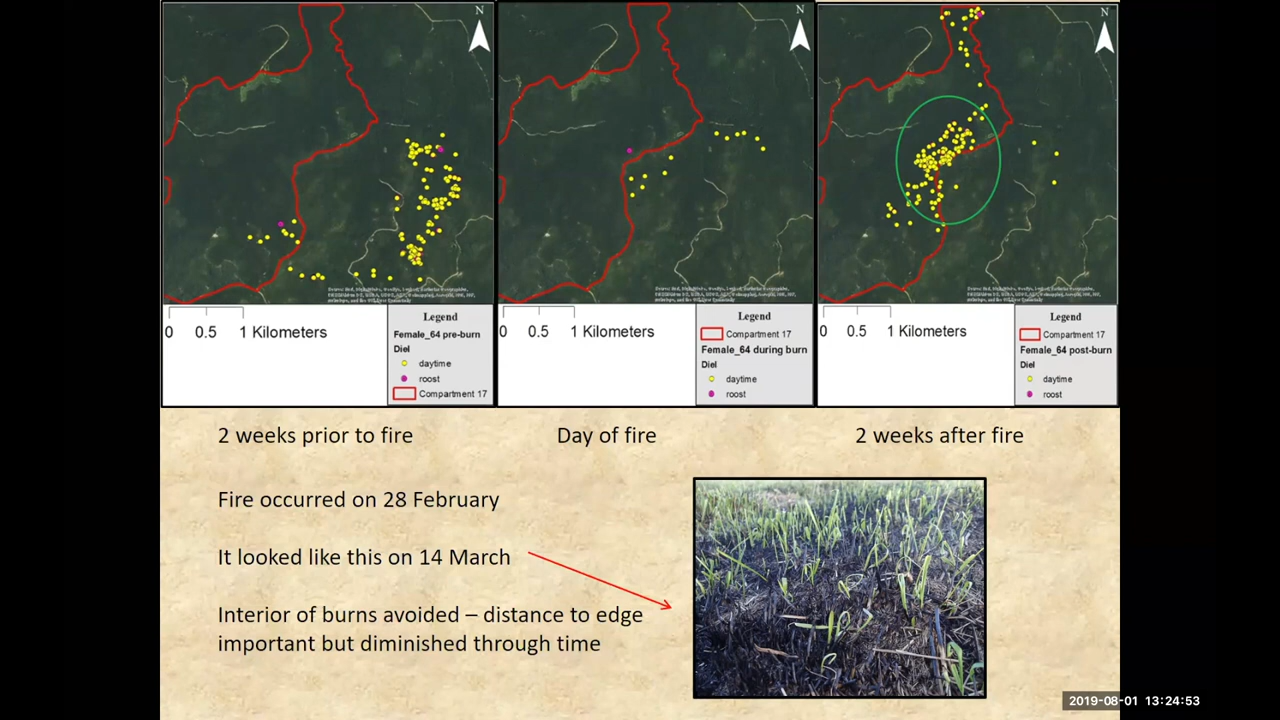 N
N
N
0 0.5 1 Kilometers
Legend
Female_64 pre-burn
Diel
daytime
roost
Compartment 17
0 0.5 1 Kilometers
Legend
Compartment 17
Female_64 during burn
Diel
daytime
roost
0 0.5 1 Kilometers
Legend
Compartment 17
Female_64 post-burn
Diel
daytime
roost
2 weeks prior to fire
Day of fire
2 weeks after fire
Fire occurred on 28 February
It looked like this on 14 March
Interior of burns avoided – distance to edge
important but diminished through time
2019-08-01 13:24:53